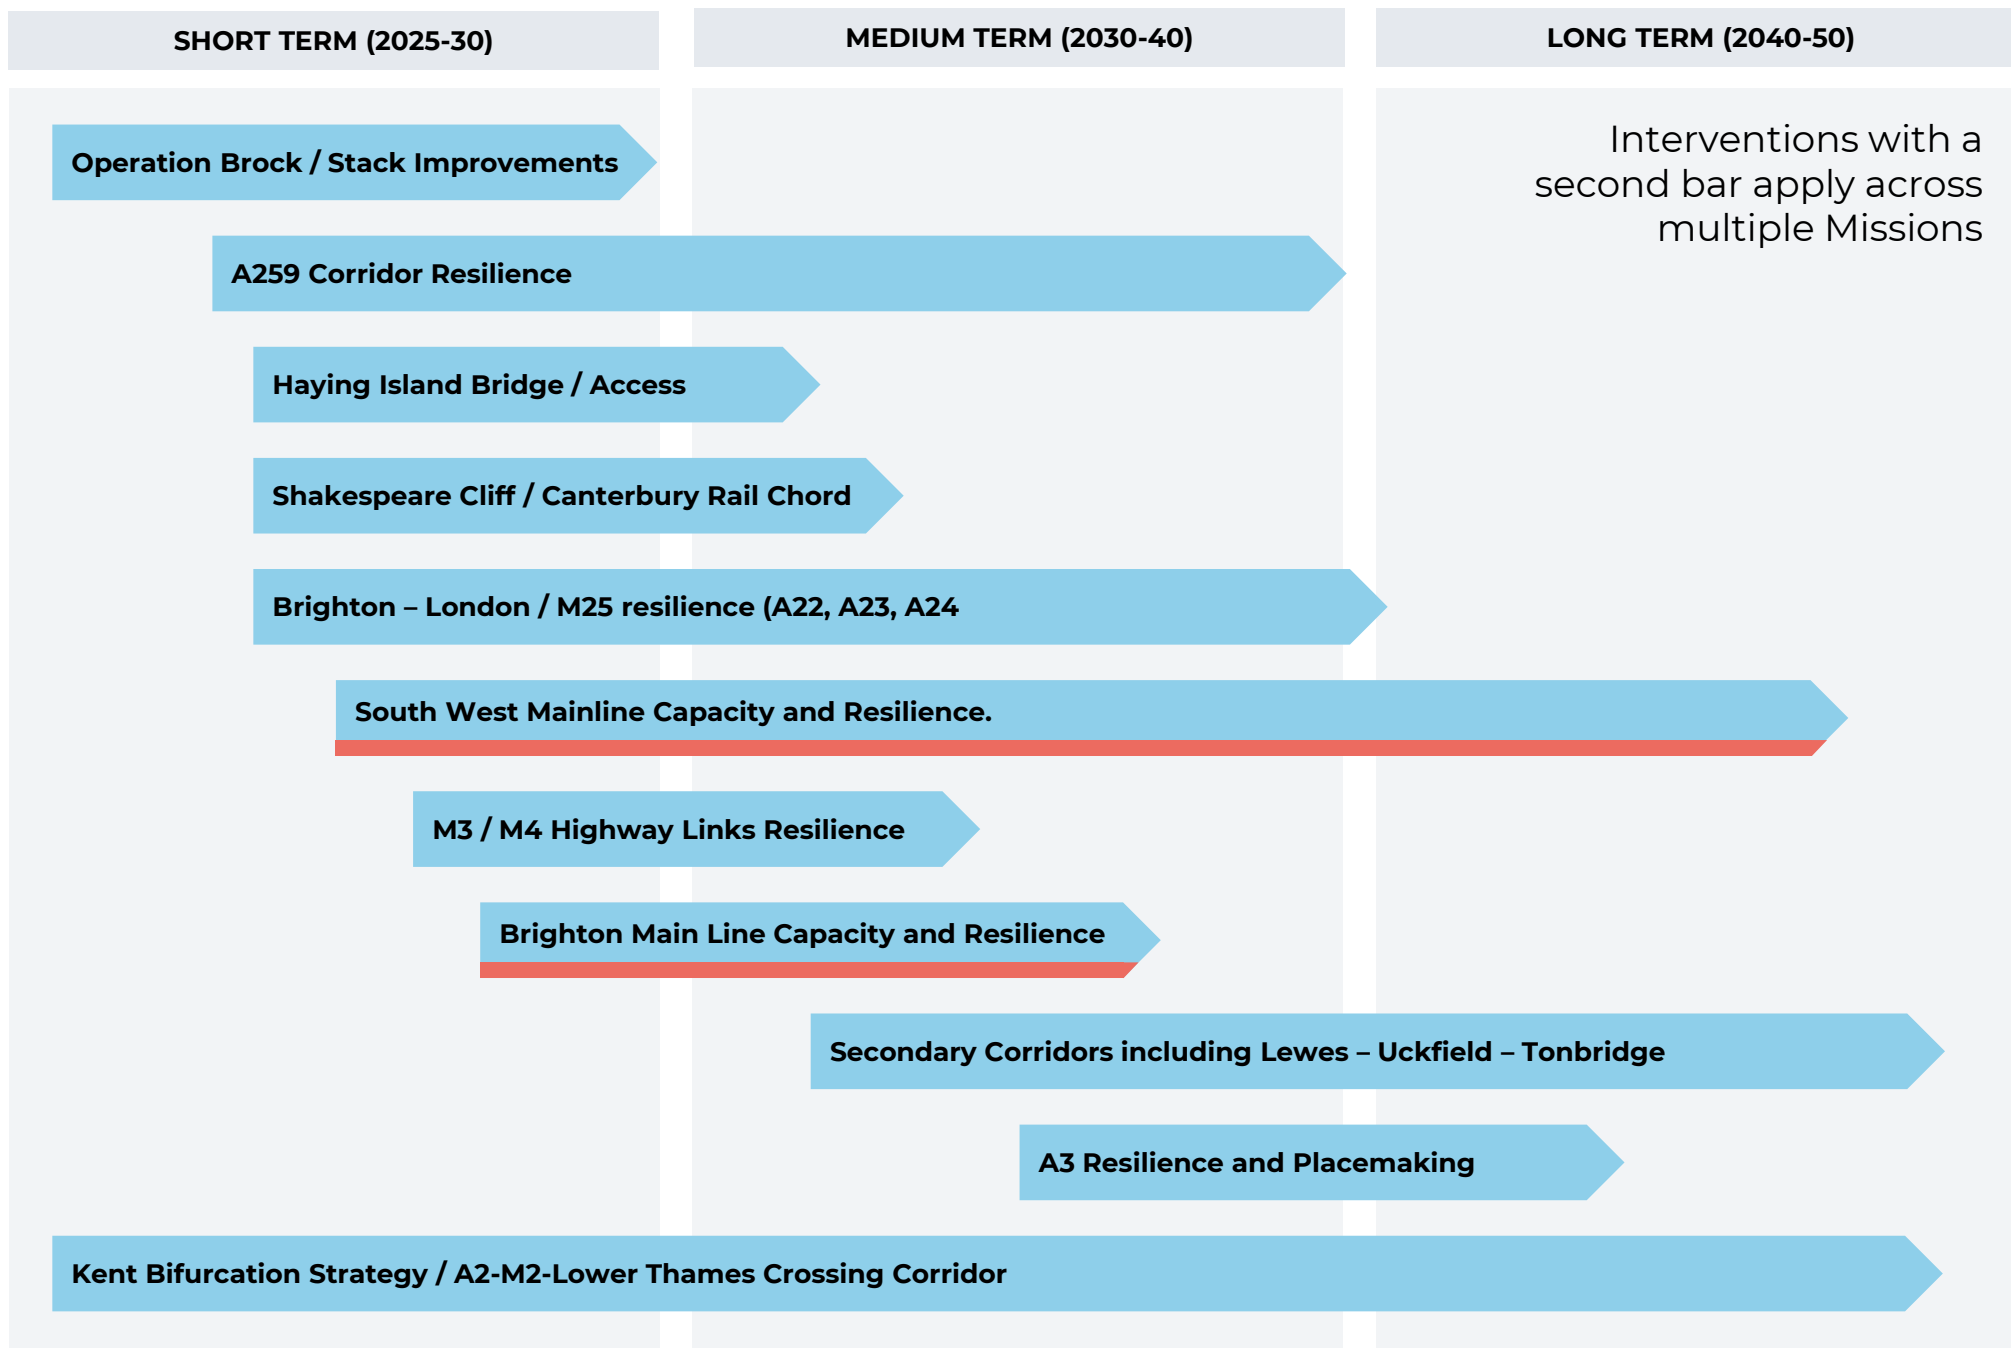 SHORT TERM (2025-30)
MEDIUM TERM (2030-40)
LONG TERM (2040-50)
Interventions with a
second bar apply across
multiple Missions
Operation Brock / Stack Improvements
A259 Corridor Resilience
Haying Island Bridge / Access
Shakespeare Cliff / Canterbury Rail Chord
Brighton – London / M25 resilience (A22, A23, A24
South West Mainline Capacity and Resilience.
M3 / M4 Highway Links Resilience
Brighton Main Line Capacity and Resilience
Secondary Corridors including Lewes – Uckfield – Tonbridge
A3 Resilience and Placemaking
Kent Bifurcation Strategy / A2-M2-Lower Thames Crossing Corridor